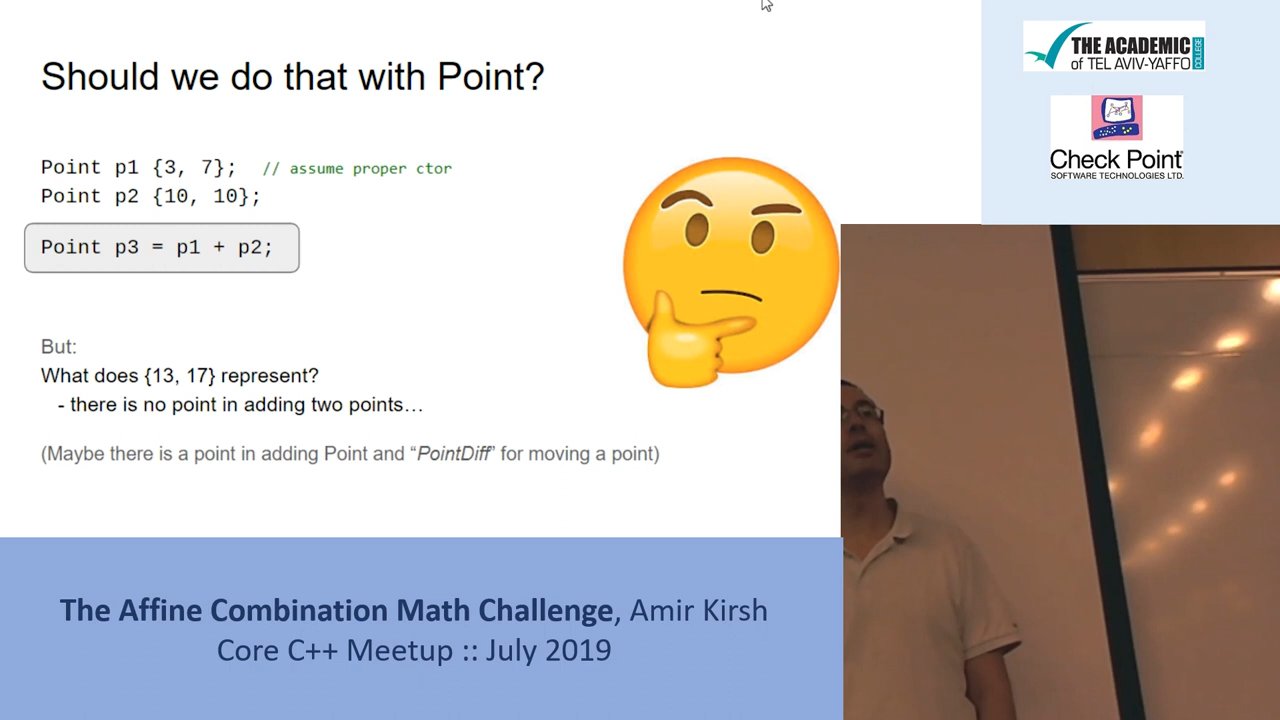 Should we do that with Point?
Point p1 {3, 7}; // assume proper ctor
Point p2 {10, 10};
Point p3 = p1 + p2;
But:
What does {13, 17} represent?
- there is no point in adding two points…
(Maybe there is a point in adding Point and “PointDiff” for moving a point)
The Affine Combination Math Challenge, Amir Kirsh
Core C++ Meetup :: July 2019
THE ACADEMIC
of TEL AVIV-YAFFO
COLLEGE
Check Point
SOFTWARE TECHNOLOGIES LTD.